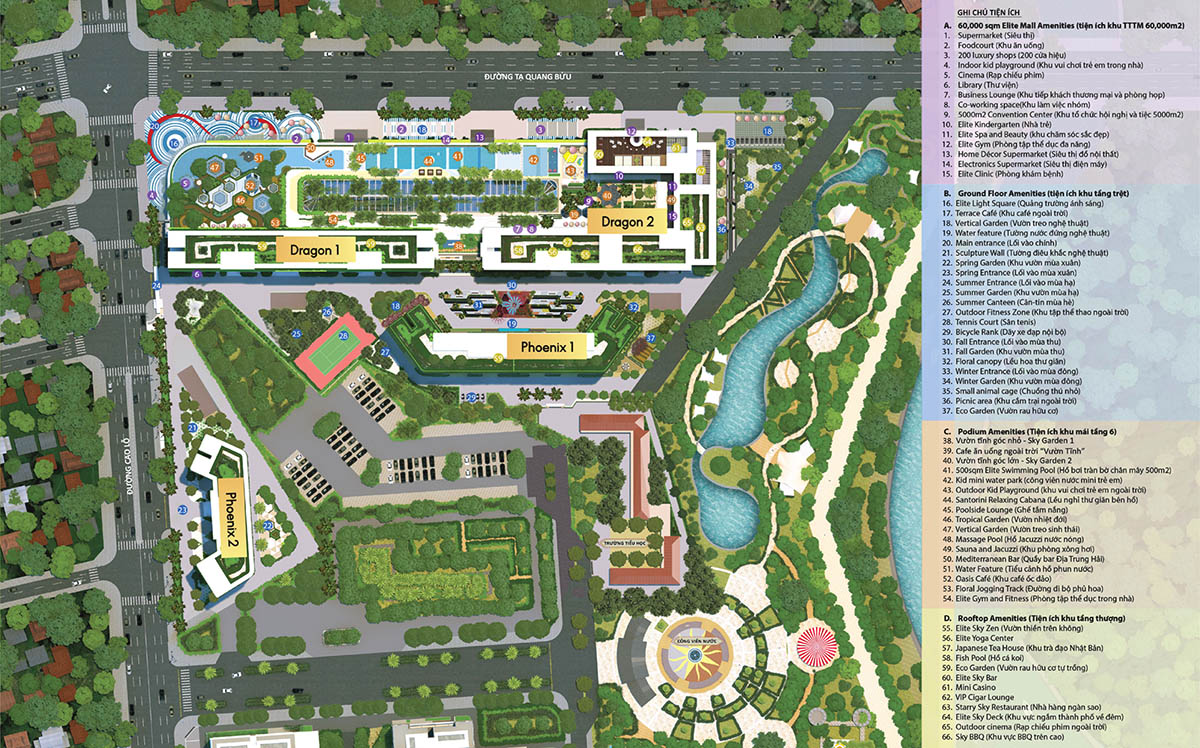 ĐƯỜNG TẠ QUANG BỬU
ĐƯỜNG CAO LỖ
Dragon 1
Dragon 2
Phoenix 1
Phoenix 2
TRƯỜNG TIỂU HỌC
CÔNG VIÊN NƯỚC
GHI CHÚ TIỆN ÍCH
A. 60,000 sqm Elite Mall Amenities (tiện ích khu TTTM 60,000m2)
1. Supermarket (Siêu thị)
2. Foodcourt (Khu ăn uống)
3. 200 luxury shops (200 cửa hiệu)
4. Indoor kid playground (Khu vui chơi trẻ em trong nhà)
5. Cinema (Rạp chiếu phim)
6. Library (Thư viện)
7. Business Lounge (Khu tiếp khách thương mại và phòng họp)
8. Co-working space(Khu làm việc nhóm)
9. 5000m2 Convention Center (Khu tổ chức hội nghị và tiệc 5000m2)
10. Elite Kindergarten (Nhà trẻ)
11. Elite Spa and Beauty (khu chăm sóc sắc đẹp)
12. Elite Gym (Phòng tập thể dục đa năng)
13. Home Décor Supermarket (Siêu thị đồ nội thất)
14. Electronics Supermarket (Siêu thị điện máy)
15. Elite Clinic (Phòng khám bệnh)
B. Ground Floor Amenities (tiện ích khu tầng trệt)
16. Elite Light Square (Quảng trường ánh sáng)
17. Terrace Café (Khu café ngoài trời)
18. Vertical Garden (Vườn treo nghệ thuật)
19. Water feature (Tường nước đông nghệ thuật)
20. Main entrance (Lối vào chính)
21. Sculpture Wall (Tường điêu khắc nghệ thuật)
22. Spring Garden (Khu vườn mùa xuân)
23. Spring Entrance (Lối vào mùa xuân)
24. Summer Entrance (Lối vào mùa hạ)
25. Summer Garden (Khu vườn mùa hạ)
26. Summer Canteen (Căn-tin mùa hè)
27. Outdoor Fitness Zone (Khu tập thể thao ngoài trời)
28. Tennis Court (Sân tenis)
29. Bicycle Rank (Dãy xe đạp nội bộ)
30. Fall Entrance (Lối vào mùa thu)
31. Fall Garden (Khu vườn mùa thu)
32. Floral canopy (Lều hoa thư giãn)
33. Winter Entrance (Lối vào mùa đông)
34. Winter Garden (Khu vườn mùa đông)
35. Small animal cage (Chuồng thú nhỏ)
36. Picnic area (Khu cắm trại ngoài trời)
37. Eco Garden (Vườn rau hữu cơ)
C. Podium Amenities (Tiện ích khu mái tầng 6)
38. Vườn tĩnh góc nhỏ - Sky Garden 1
39. Cafe ăn uống ngoài trời "Vườn Tĩnh"
40. Vườn tĩnh góc lớn - Sky Garden 2
41. 500sqm Elite Swimming Pool (Hồ bơi tràn bờ chân mây 500m2)
42. Kid mini water park (công viên nước mini trẻ em)
43. Outdoor Kid Playground (khu vui chơi trẻ em ngoài trời)
44. Santorini Relaxing Cabana (Lều nghỉ thư giãn bên hồ)
45. Poolside Lounge (Ghế tắm nắng)
46. Tropical Garden (Vườn nhiệt đới)
47. Vertical Garden (Vườn treo sinh thái)
48. Massage Pool (Hồ Jacuzzi nước nóng)
49. Sauna and Jacuzzi (Khu phòng xông hơi)
50. Mediterranean Bar (Quầy bar Địa Trung Hải)
51. Water Feature (Tiểu cảnh hồ phun nước)
52. Oasis Café (Khu café ốc đảo)
53. Floral Jogging Track (Đường đi bộ phủ hoa)
54. Elite Gym and Fitness (Phòng tập thể dục trong nhà)
D. Rooftop Amenities (Tiện ích khu tầng thượng)
55. Elite Sky Zen (Vườn thiền trên không)
56. Elite Yoga Center
57. Japanese Tea House (Khu trà đạo Nhật Bản)
58. Fish Pool (Hồ cá koi)
59. Eco Garden (Vườn rau hữu cơ tự trồng)
60. Elite Sky Bar
61. Mini Casino
62. VIP Cigar Lounge
63. Starry Sky Restaurant (Nhà hàng ngàn sao)
64. Elite Sky Deck (Khu vực ngắm thành phố về đêm)
65. Outdoor cinema (Rạp chiếu phim ngoài trời)
66. Sky BBQ (Khu vực BBQ trên cao)